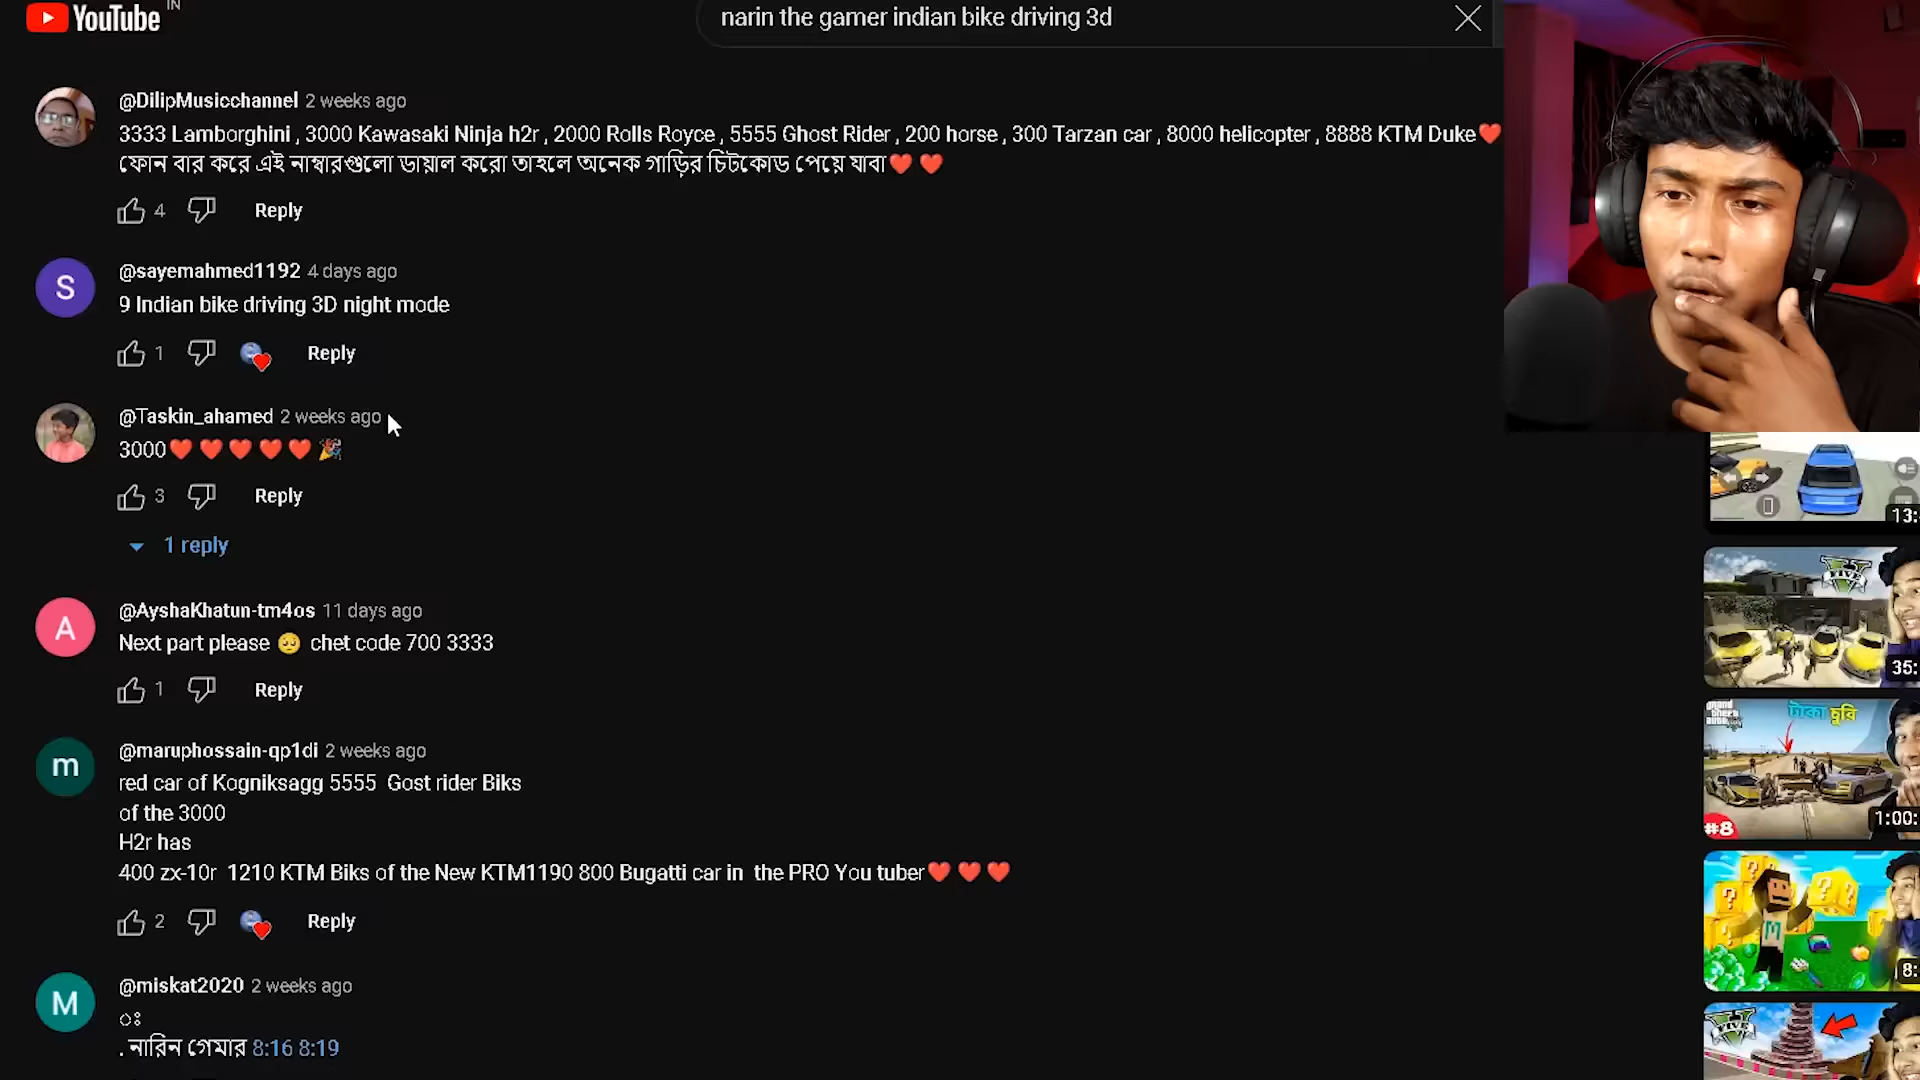 YouTube IN
narin the gamer indian bike driving 3d
@DilipMusicchannel 2 weeks ago
3333 Lamborghini , 3000 Kawasaki Ninja h2r , 2000 Rolls Royce , 5555 Ghost Rider , 200 horse , 300 Tarzan car , 8000 helicopter , 8888 KTM Duke❤️
ফোন বার করে এই নাম্বারগুলো ডায়াল করো তাহলে অনেক গাড়ির চিটকোড পেয়ে যাবা❤️ ❤️
4 Reply
@sayemahmed1192 4 days ago
9 Indian bike driving 3D night mode
1 Reply
@Taskin_ahamed 2 weeks ago
3000❤️ ❤️ ❤️ ❤️ ❤️ 🎉
3 Reply
1 reply
A
@AyshaKhatun-tm4os 11 days ago
Next part please 🥺 chet code 700 3333
1 Reply
m
@maruphossain-qp1di 2 weeks ago
red car of Kogniksagg 5555 Gost rider Biks
of the 3000
H2r has
400 zx-10r 1210 KTM Biks of the New KTM1190 800 Bugatti car in the PRO You tuber❤️ ❤️ ❤️
2 Reply
M
@miskat2020 2 weeks ago
ঃ
. নারিন গেমার 8:16 8:19
S
13:
V
FIVE
35:
grand theft auto
টাকা চুরি
#8
1:00:
M
8:
V